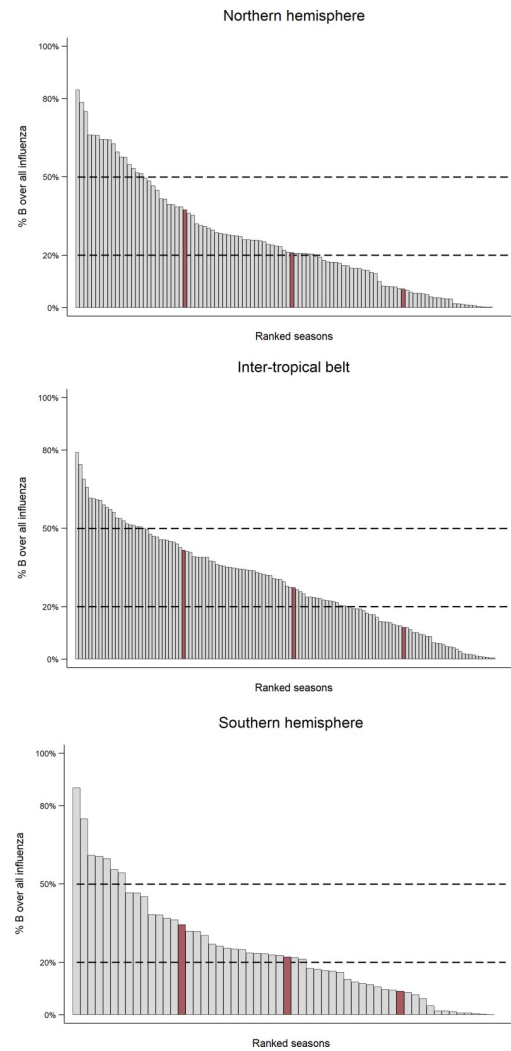 Northern hemisphere
100%
80%
50%
20%
0%
% B over all influenza
Ranked seasons
Inter-tropical belt
100%
80%
50%
20%
0%
% B over all influenza
Ranked seasons
Southern hemisphere
100%
80%
50%
20%
0%
% B over all influenza
Ranked seasons